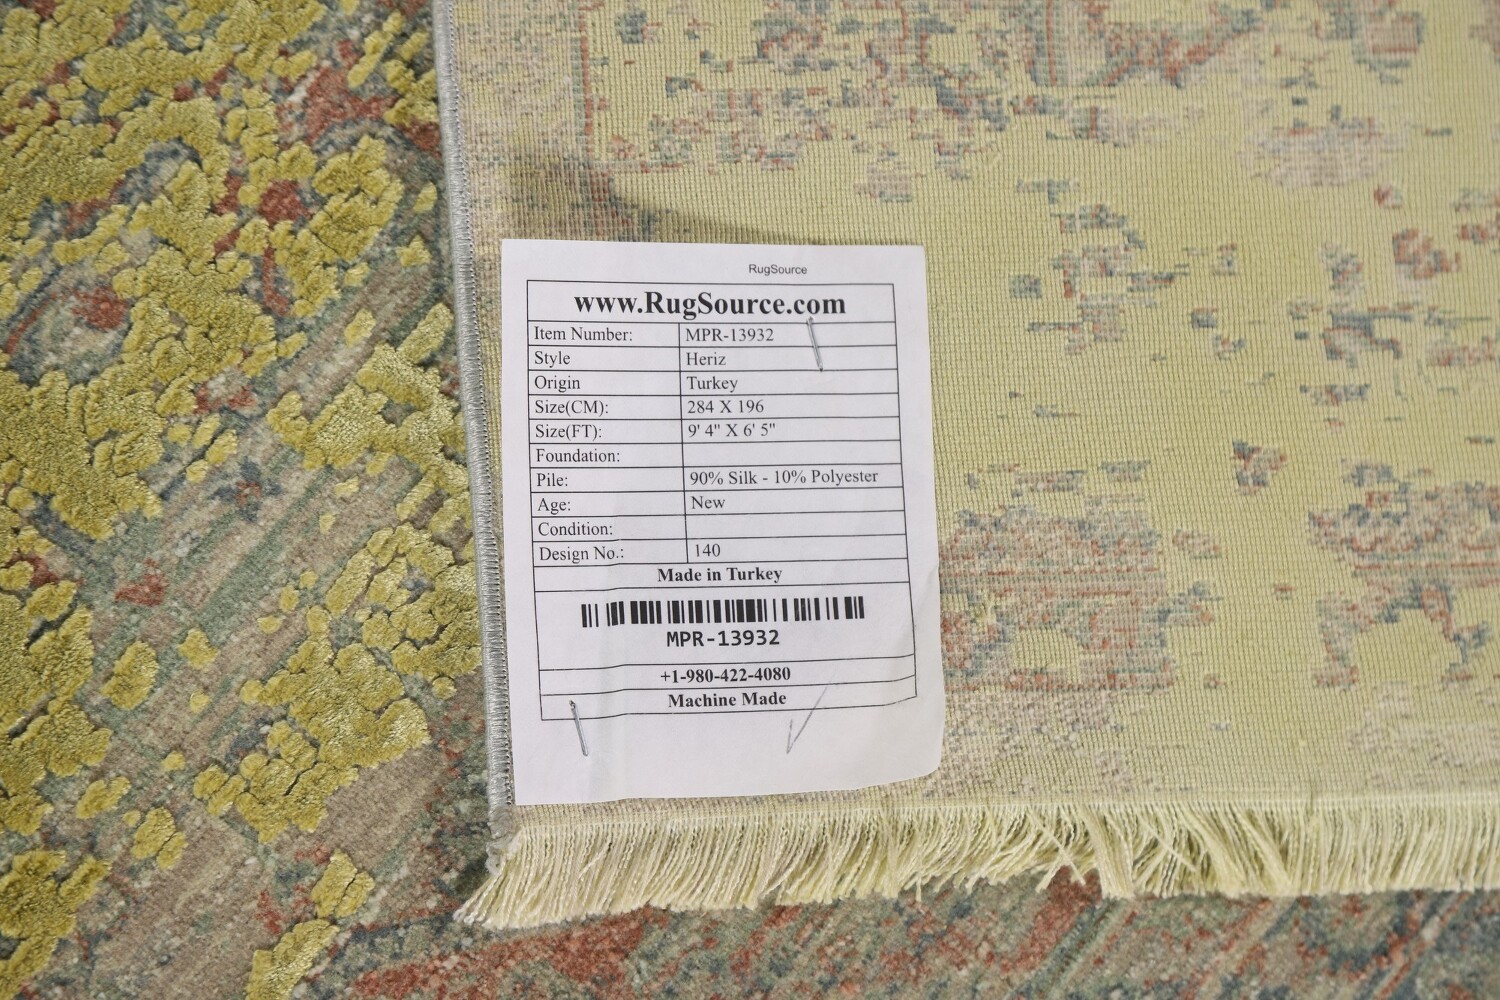 RugSource
www.RugSource.com
Item Number: MPR-13932
Style Heriz
Origin Turkey
Size(CM): 284 X 196
Size(FT): 9' 4" X 6' 5"
Foundation:
Pile: 90% Silk - 10% Polyester
Age: New
Condition:
Design No.: 140
Made in Turkey
MPR-13932
+1-980-422-4080
Machine Made